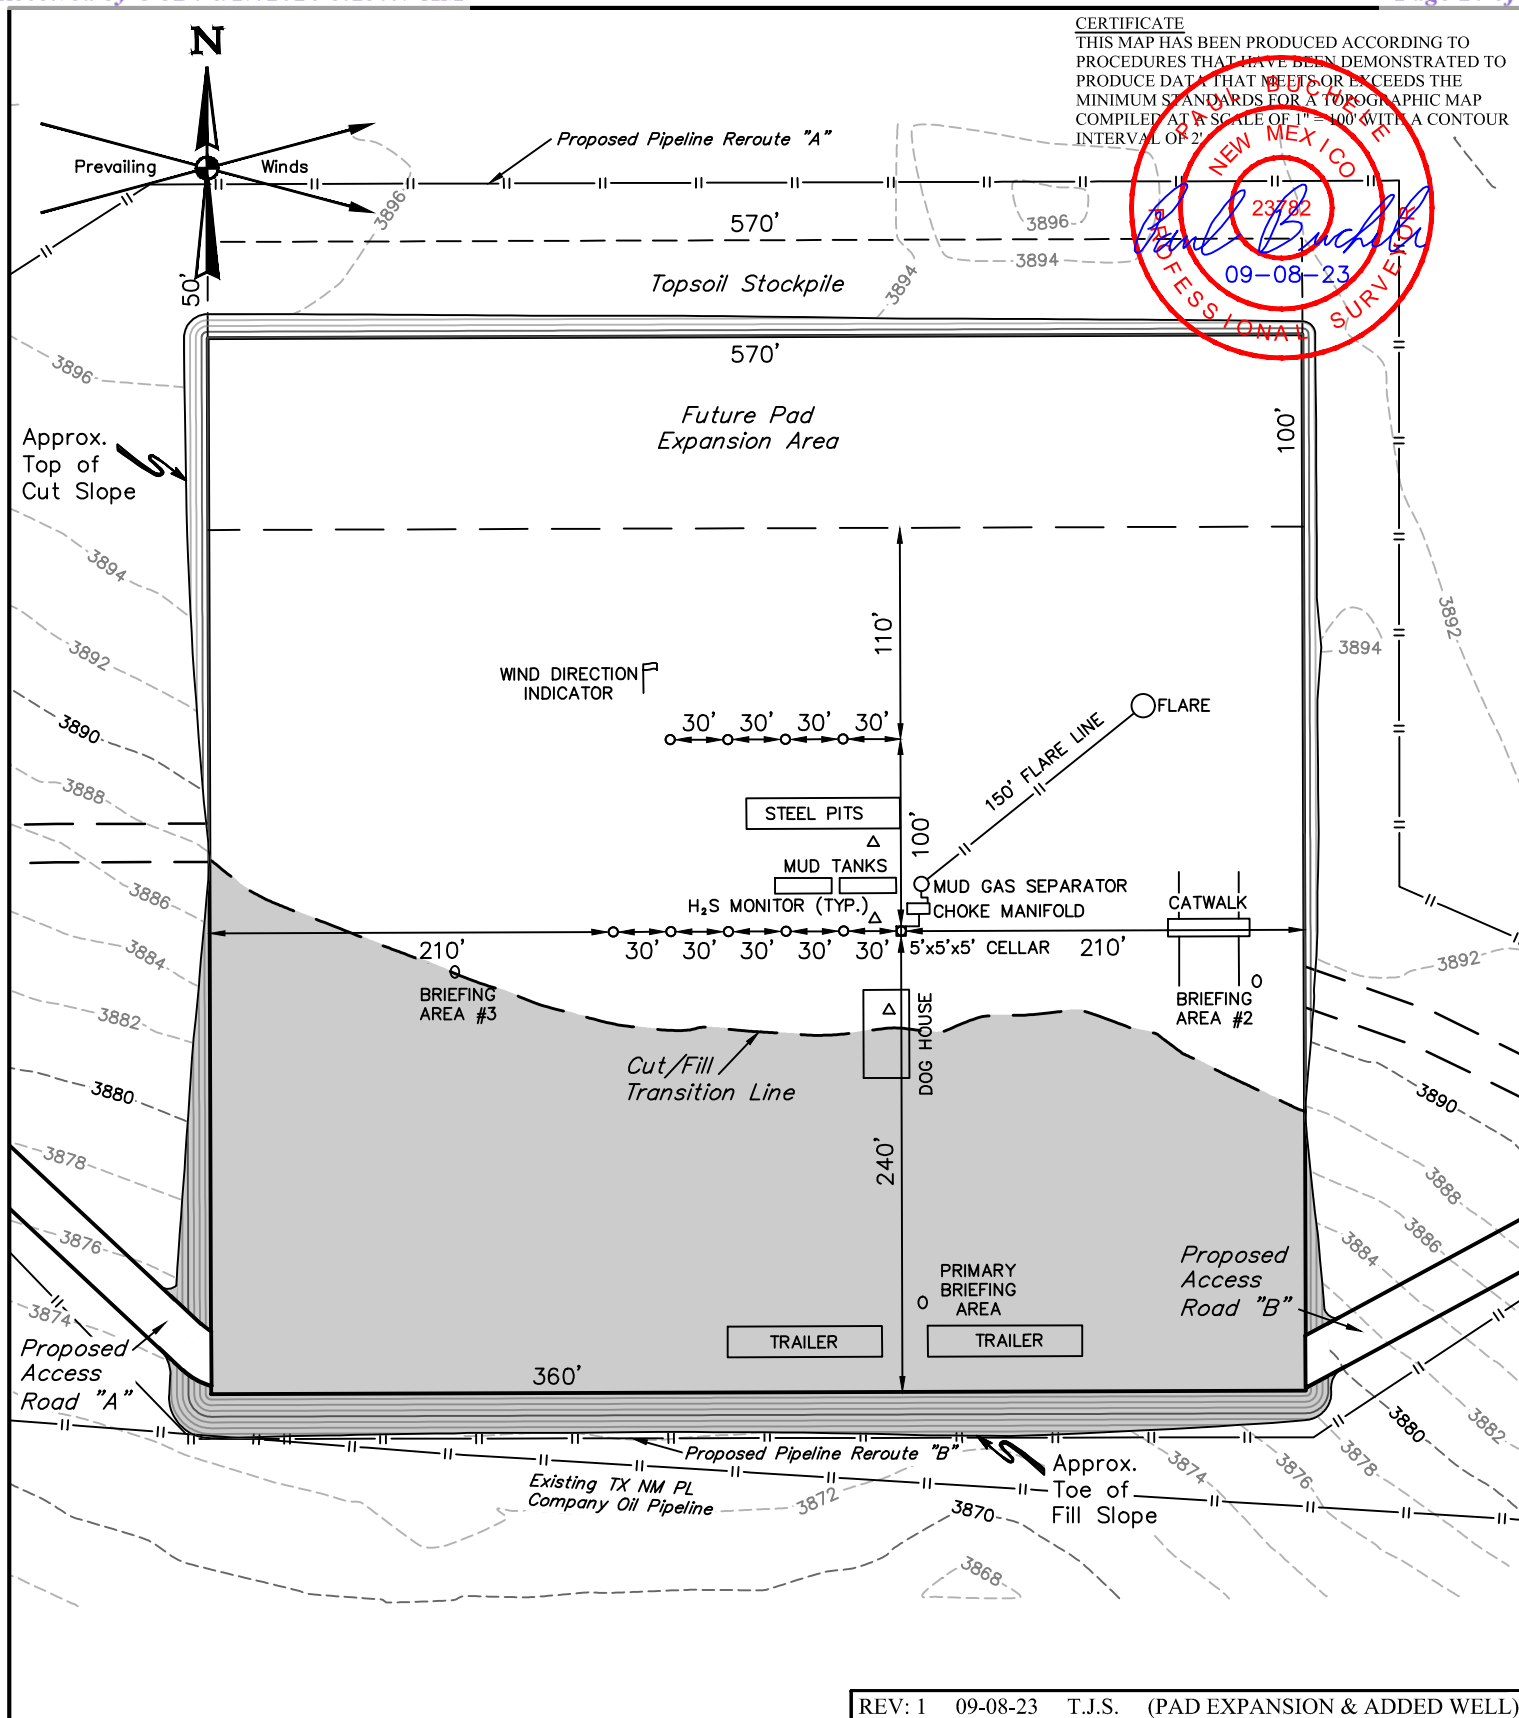 CERTIFICATE
THIS MAP HAS BEEN PRODUCED ACCORDING TO
PROCEDURES THAT HAVE BEEN DEMONSTRATED TO
PRODUCE DATA THAT MEETS OR EXCEEDS THE
MINIMUM STANDARDS FOR A TOPOGRAPHIC MAP
COMPILED AT A SCALE OF 1" = 100' WITH A CONTOUR
INTERVAL OF 2'
PAUL BUCHELE
NEW MEXICO
23782
PROFESSIONAL SURVEYOR
Paul Buchele
09-08-23
N
Prevailing Winds
Proposed Pipeline Reroute "A"
3896
3896
3894
3894
570'
50'
Topsoil Stockpile
570'
3896
Future Pad
Expansion Area
100'
Approx.
Top of
Cut Slope
3894
3892
3890
3888
3886
3884
3882
3880
3878
3876
3874
3892
3894
110'
WIND DIRECTION
INDICATOR
30' 30' 30' 30'
FLARE
150' FLARE LINE
STEEL PITS
100'
MUD TANKS
MUD GAS SEPARATOR
H₂S MONITOR (TYP.)
CHOKE MANIFOLD
CATWALK
210'
30' 30' 30' 30' 30'
5'x5'x5' CELLAR
210'
3892
BRIEFING
AREA #3
BRIEFING
AREA #2
DOG HOUSE
Cut/Fill
Transition Line
3890
240'
3888
3886
3884
Proposed
Access
Road "B"
PRIMARY
BRIEFING
AREA
TRAILER
TRAILER
Proposed
Access
Road "A"
360'
3880
3882
3878
3876
3874
Proposed Pipeline Reroute "B"
Existing TX NM PL
Company Oil Pipeline
Approx.
Toe of
Fill Slope
3872
3870
3868
REV: 1 09-08-23 T.J.S. (PAD EXPANSION & ADDED WELL)